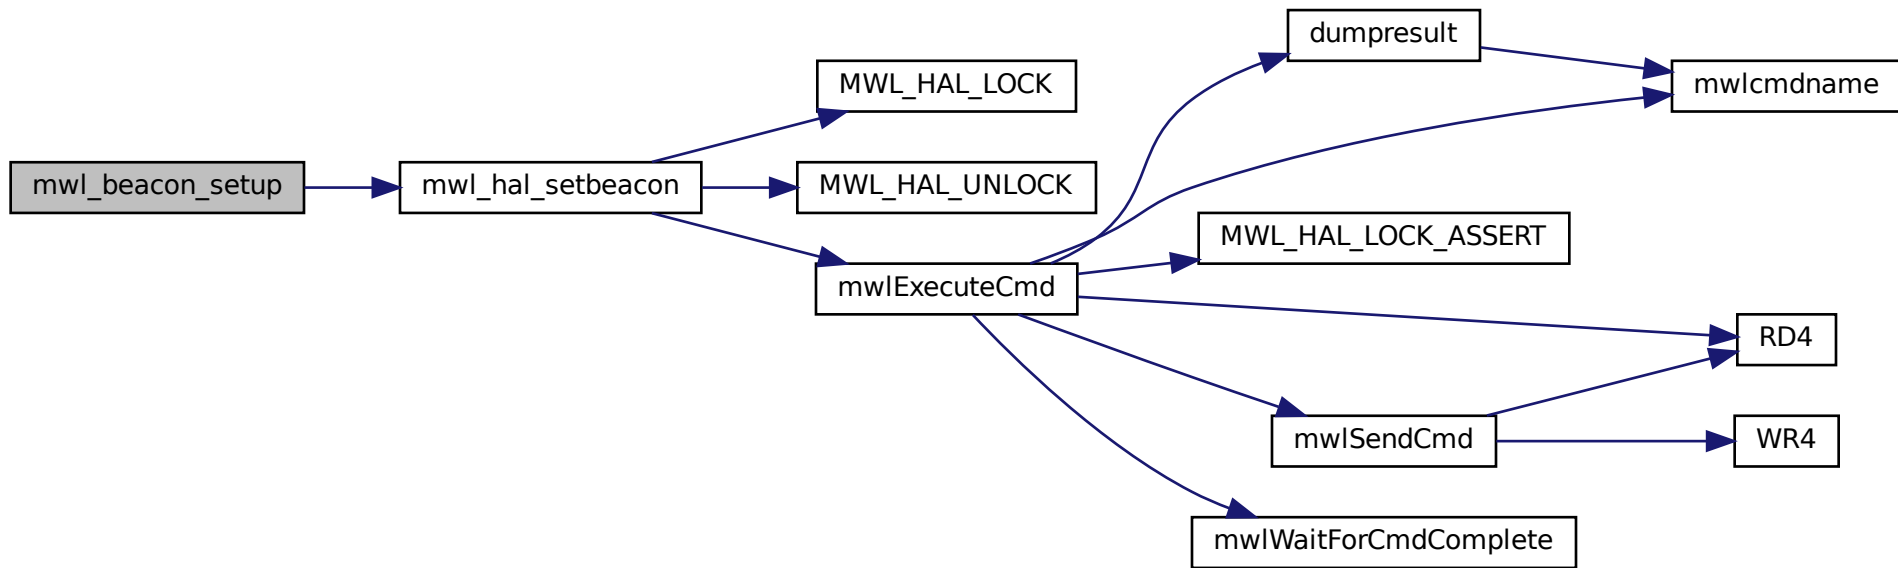 mwl_beacon_setup
mwl_hal_setbeacon
MWL_HAL_LOCK
MWL_HAL_UNLOCK
mwlExecuteCmd
dumpresult
mwlcmdname
MWL_HAL_LOCK_ASSERT
RD4
mwlSendCmd
WR4
mwlWaitForCmdComplete